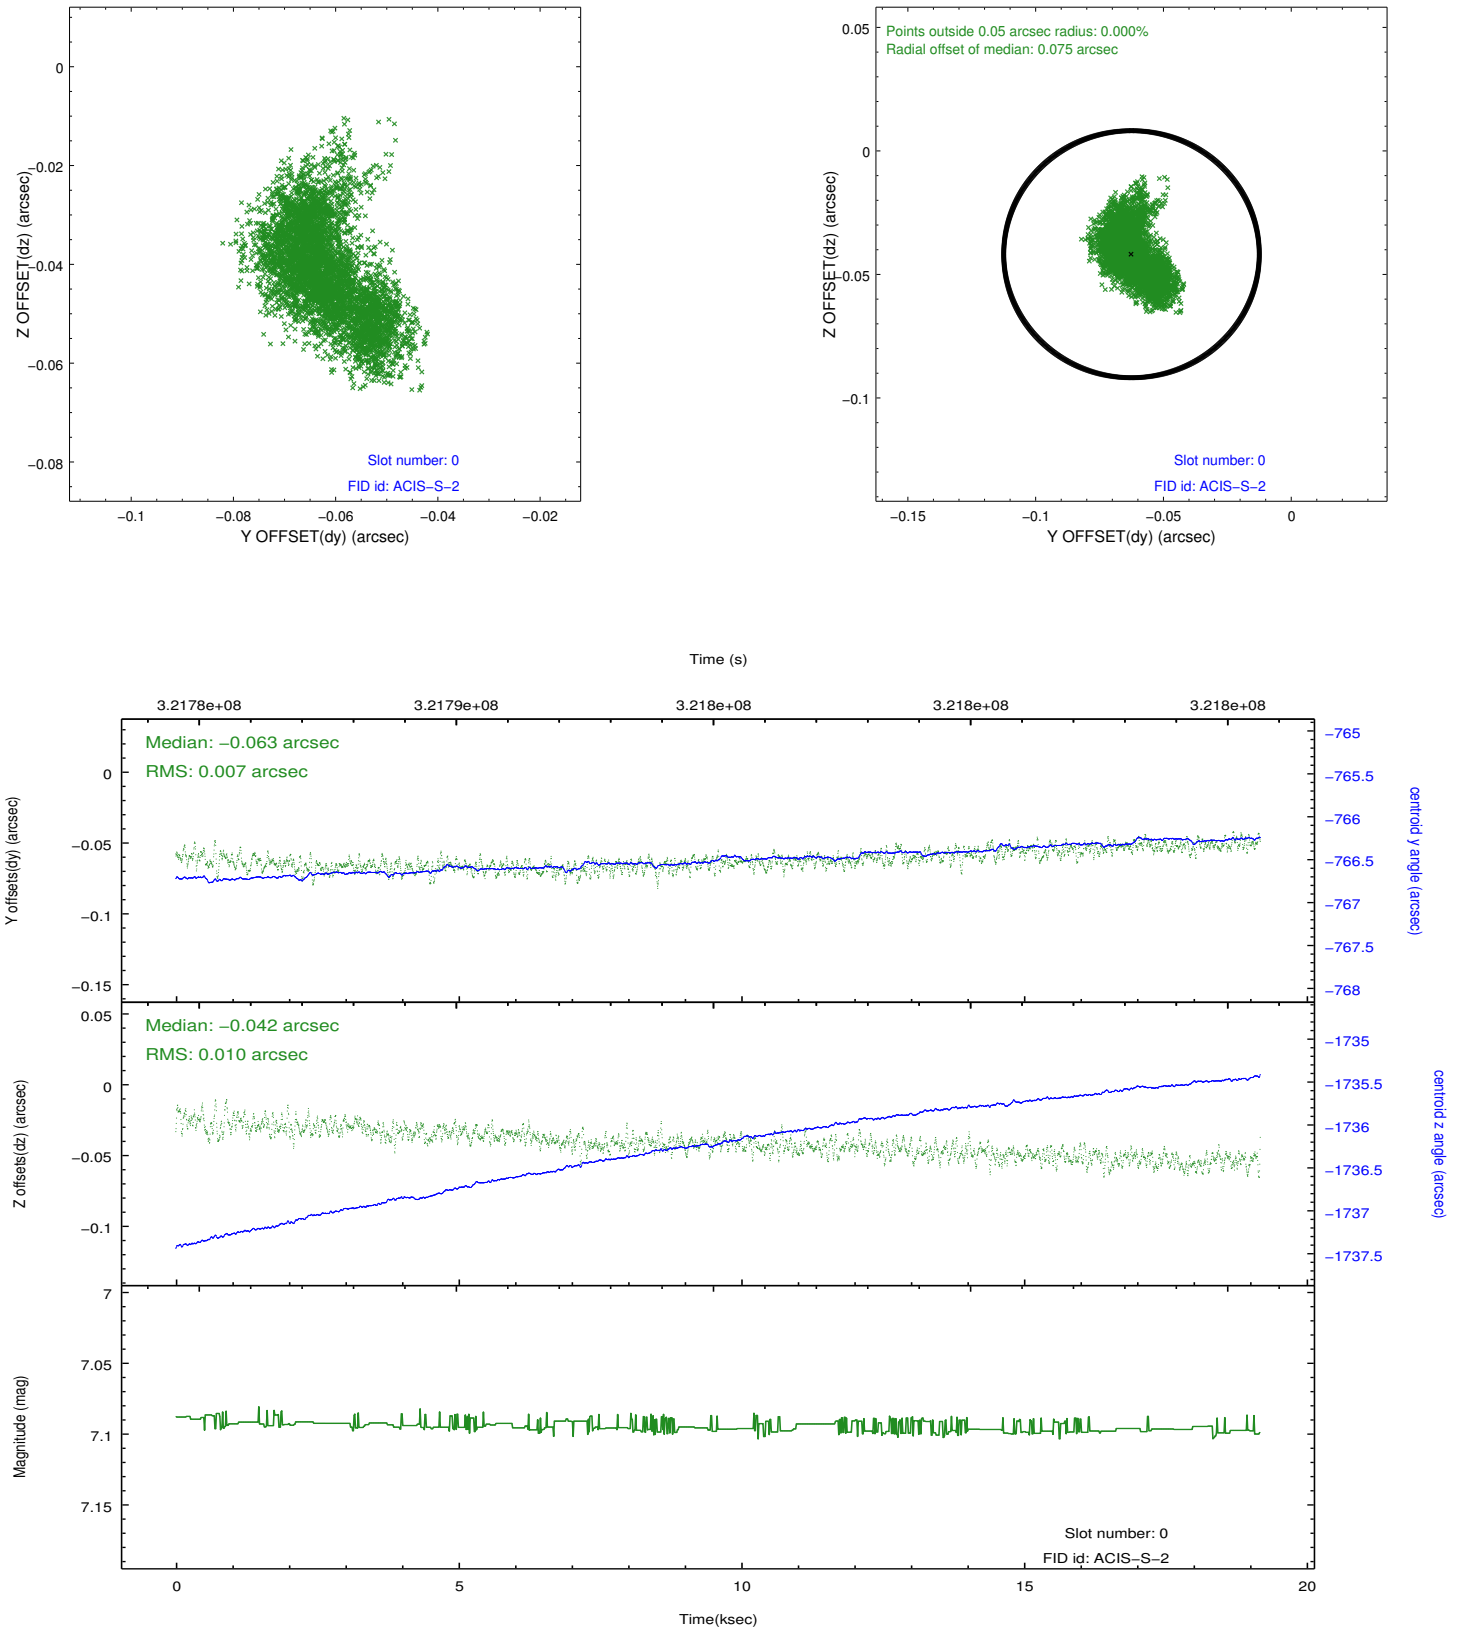 0
−0.02
−0.04
−0.06
−0.08
Z OFFSET(dz) (arcsec)
Slot number: 0
FID id: ACIS−S−2
−0.1
−0.08
−0.06
−0.04
−0.02
Y OFFSET(dy) (arcsec)
Points outside 0.05 arcsec radius: 0.000%
Radial offset of median: 0.075 arcsec
0.05
0
−0.05
−0.1
Z OFFSET(dz) (arcsec)
Slot number: 0
FID id: ACIS−S−2
−0.15
−0.1
−0.05
0
Y OFFSET(dy) (arcsec)
Time (s)
3.2178e+08
3.2179e+08
3.218e+08
3.218e+08
3.218e+08
Median: −0.063 arcsec
RMS: 0.007 arcsec
0
−0.05
−0.1
−0.15
Y offsets(dy) (arcsec)
−765
−765.5
−766
−766.5
−767
−767.5
−768
centroid y angle (arcsec)
Median: −0.042 arcsec
RMS: 0.010 arcsec
0.05
0
−0.05
−0.1
Z offsets(dz) (arcsec)
−1735
−1735.5
−1736
−1736.5
−1737
−1737.5
centroid z angle (arcsec)
7
7.05
7.1
7.15
Magnitude (mag)
Slot number: 0
FID id: ACIS−S−2
0
5
10
15
20
Time(ksec)